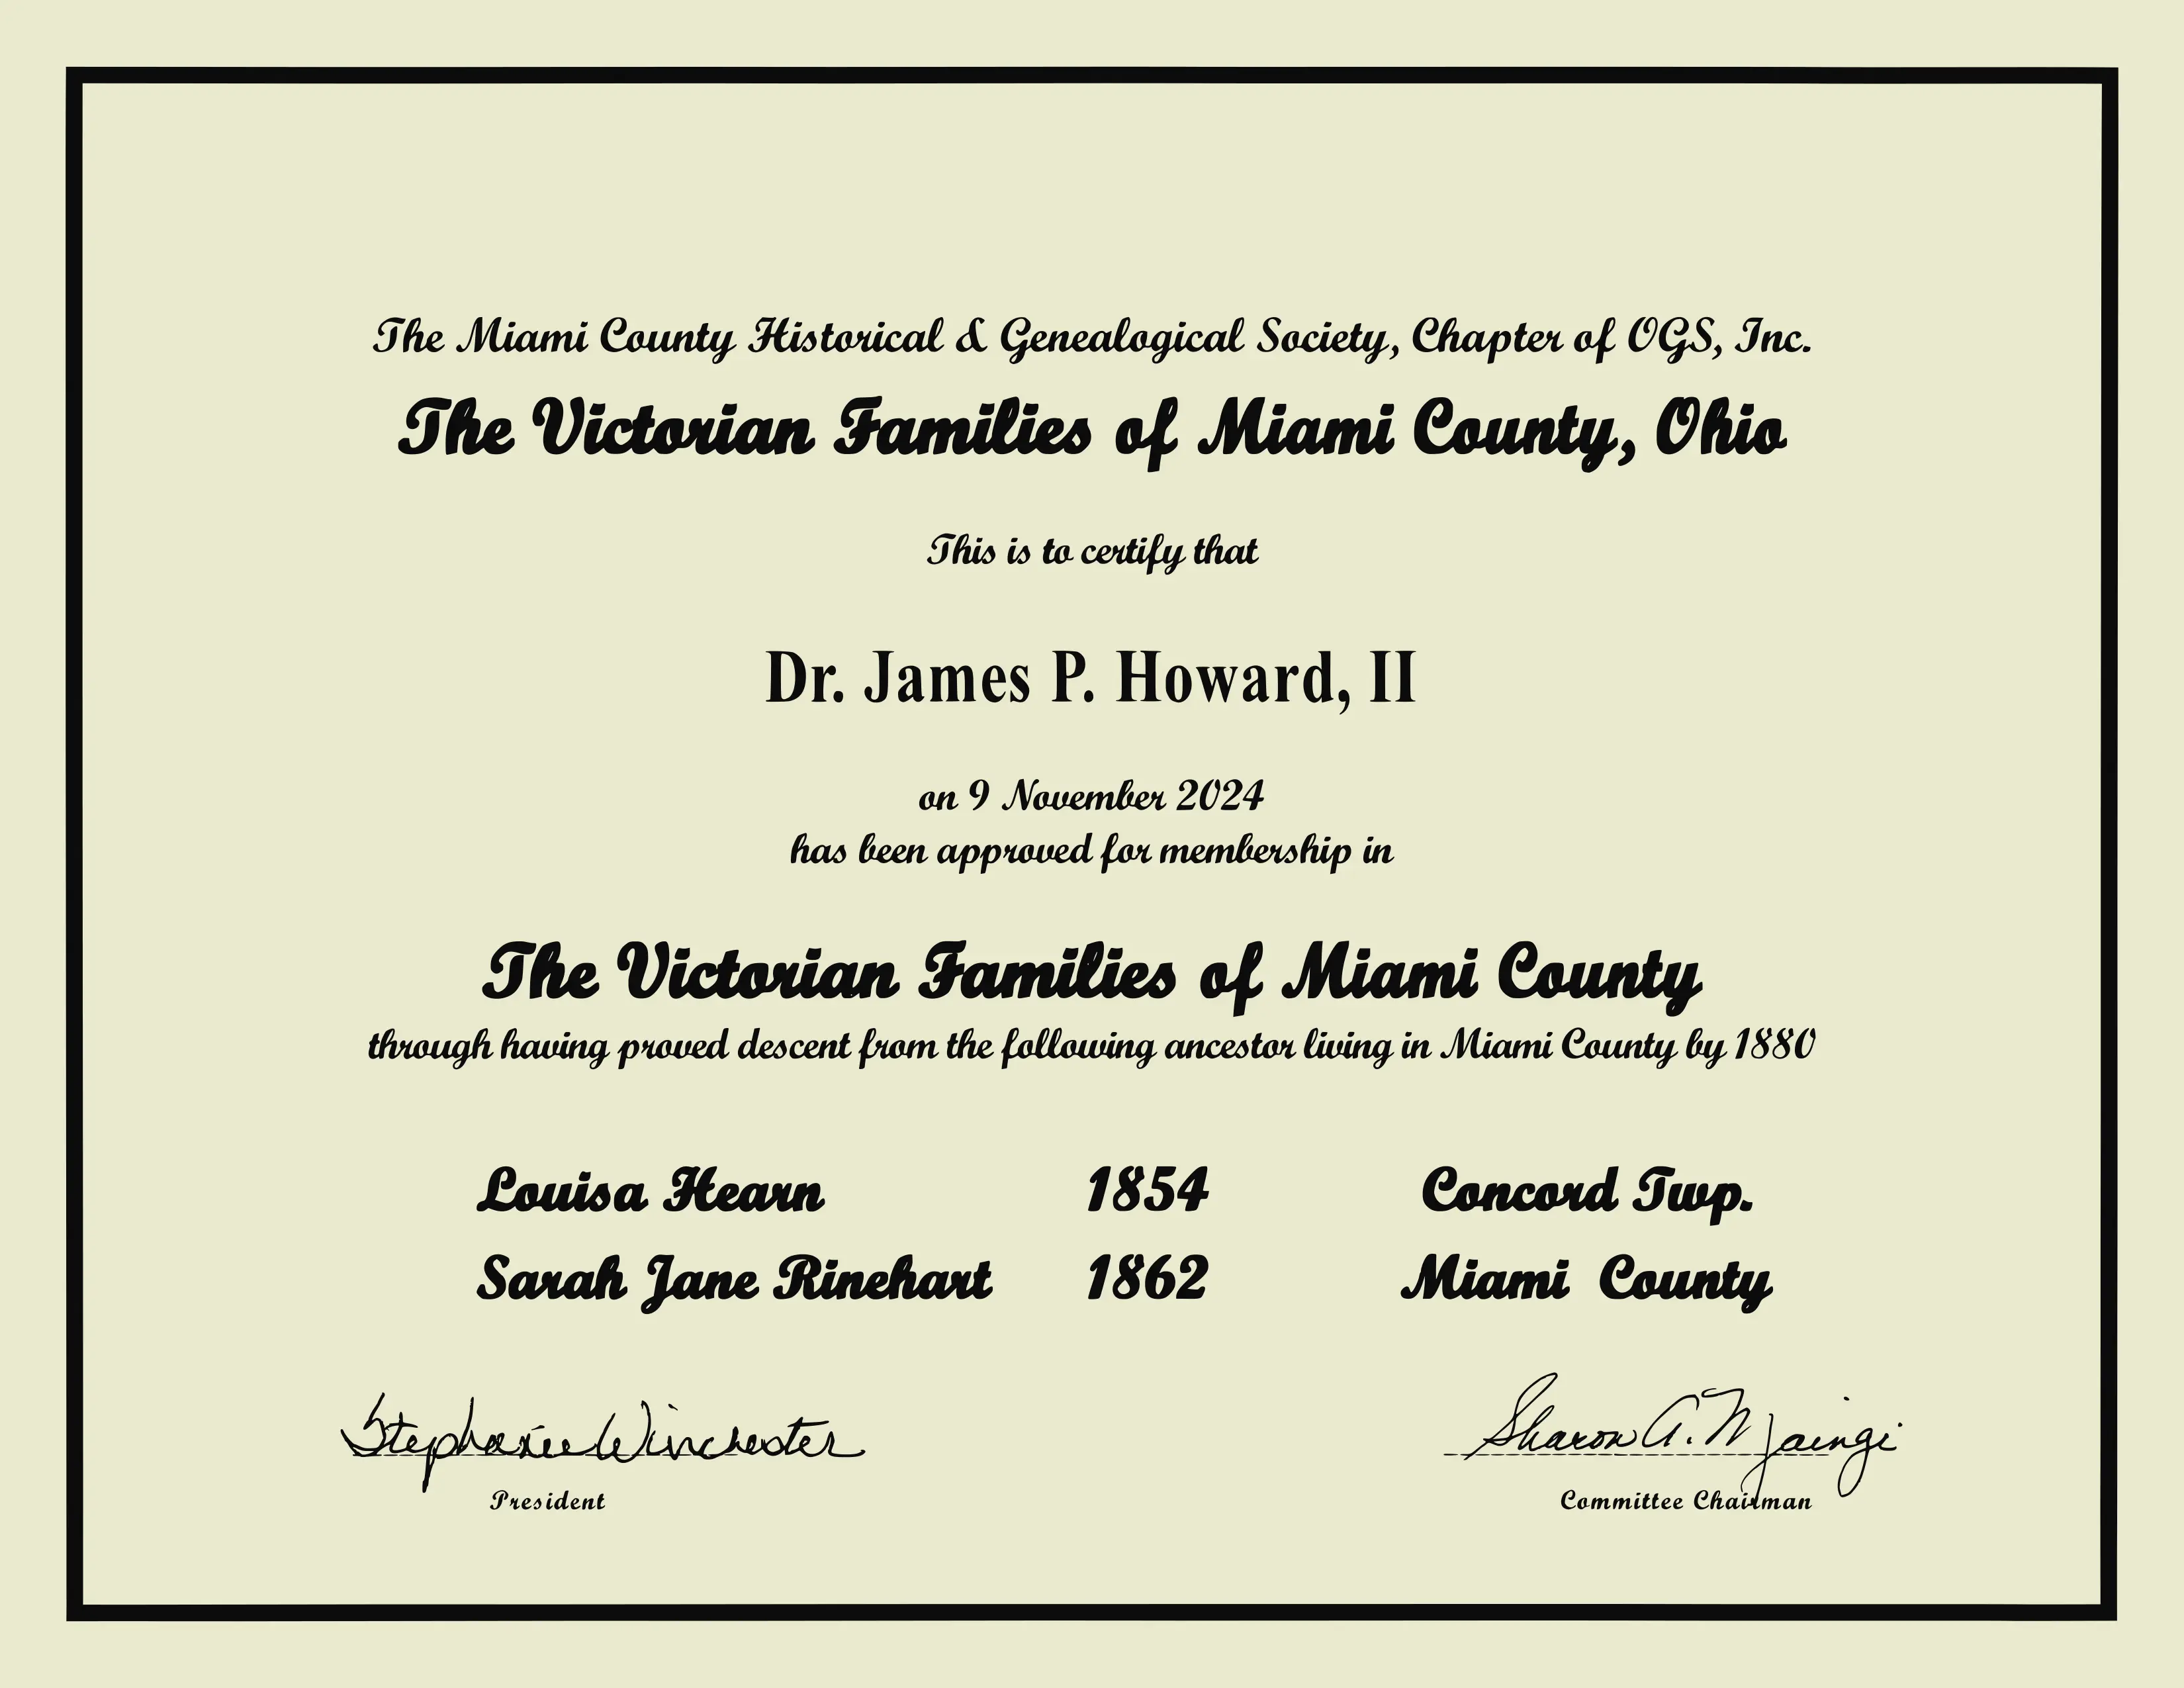 The Miami County Historical & Genealogical Society, Chapter of OGS, Inc.
The Victorian Families of Miami County, Ohio
This is to certify that
Dr. James P. Howard, II
on 9 November 2024
has been approved for membership in
The Victorian Families of Miami County
through having proved descent from the following ancestor living in Miami County by 1880
Louisa Hearn 1854 Concord Twp.
Sarah Jane Rinehart 1862 Miami County
Stephanie Winchester Sharon A.
President Committee Chairman